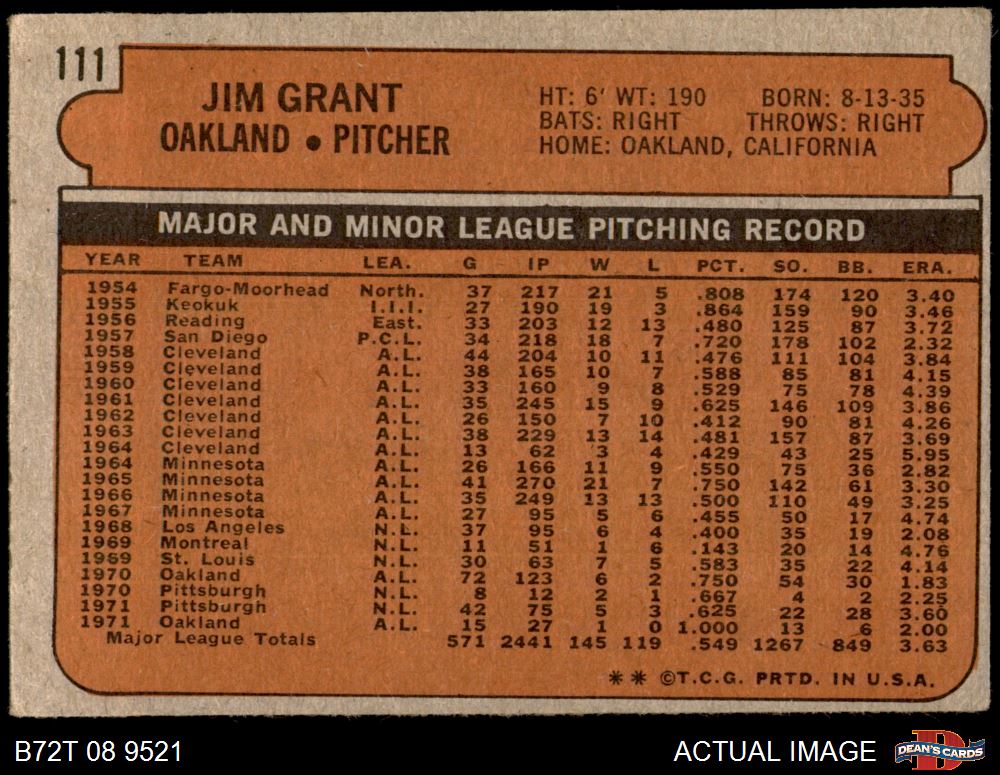 111
JIM GRANT
OAKLAND • PITCHER
HT: 6' WT: 190 BORN: 8-13-35
BATS: RIGHT THROWS: RIGHT
HOME: OAKLAND, CALIFORNIA
MAJOR AND MINOR LEAGUE PITCHING RECORD
YEAR TEAM LEA. G IP W L PCT. SO. BB. ERA.
1954 Fargo-Moorhead North. 37 217 21 5 .808 174 120 3.40
1955 Keokuk I.I.I. 27 190 19 3 .864 159 90 3.46
1956 Reading East. 33 203 12 13 .480 125 87 3.72
1957 San Diego P.C.L. 34 218 18 7 .720 178 102 2.32
1958 Cleveland A.L. 44 204 10 11 .476 111 104 3.84
1959 Cleveland A.L. 38 165 10 7 .588 85 81 4.15
1960 Cleveland A.L. 33 160 9 8 .529 75 78 4.39
1961 Cleveland A.L. 35 245 15 9 .625 146 109 3.86
1962 Cleveland A.L. 26 150 7 10 .412 90 81 4.26
1963 Cleveland A.L. 38 229 13 14 .481 157 87 3.69
1964 Cleveland A.L. 13 62 3 4 .429 43 25 5.95
1964 Minnesota A.L. 26 166 11 9 .550 75 36 2.82
1965 Minnesota A.L. 41 270 21 7 .750 142 61 3.30
1966 Minnesota A.L. 35 249 13 13 .500 110 49 3.25
1967 Minnesota A.L. 27 95 5 6 .455 50 17 4.74
1968 Los Angeles N.L. 37 95 6 4 .400 35 19 2.08
1969 Montreal N.L. 11 51 1 6 .143 20 14 4.76
1969 St. Louis N.L. 30 63 7 5 .583 35 22 4.14
1970 Oakland A.L. 72 123 6 2 .750 54 30 1.83
1970 Pittsburgh N.L. 8 12 2 1 .667 4 2 2.25
1971 Pittsburgh N.L. 42 75 5 3 .625 22 28 3.60
1971 Oakland A.L. 15 27 1 0 1.000 13 6 2.00
Major League Totals 571 2441 145 119 .549 1267 849 3.63
** ©T.C.G. PRTD. IN U.S.A.
B72T 08 9521 ACTUAL IMAGE DEAN'S CARDS